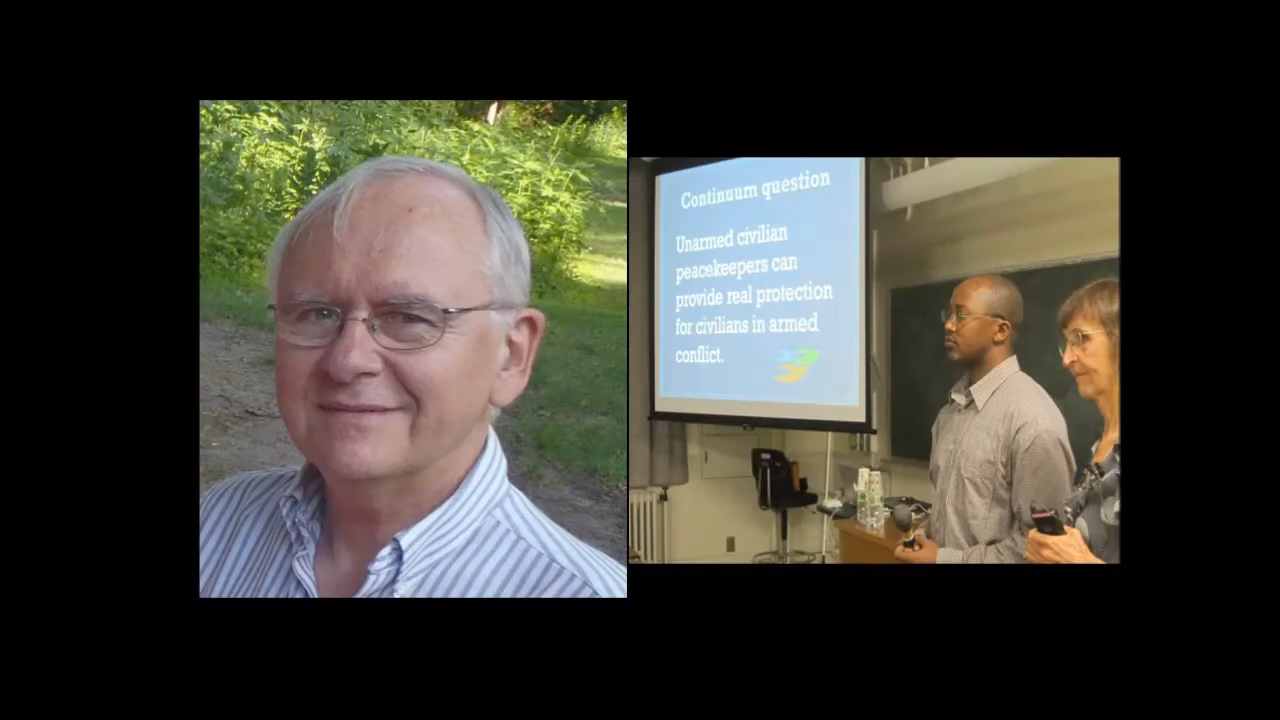 Continuum question
Unarmed civilian
peacekeepers can
provide real protection
for civilians in armed
conflict.